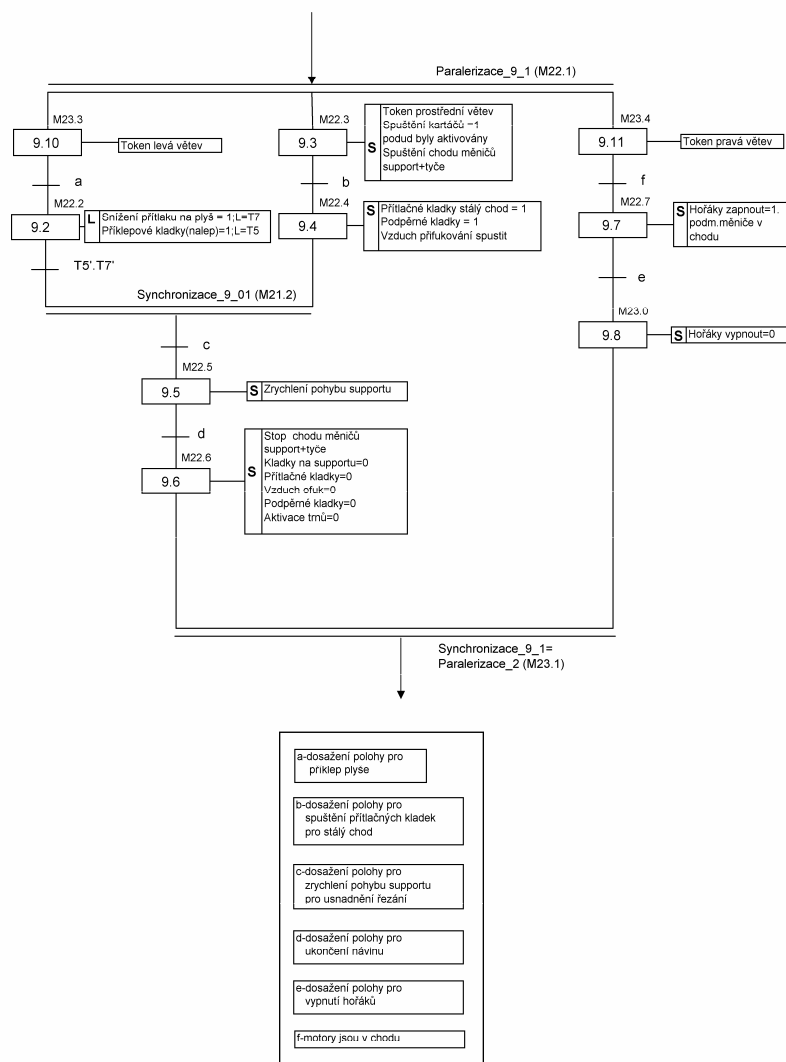 Paralerizace_9_1 (M22.1)
M23.3
9.10
Token levá větev
M22.3
9.3
S
Token prostřední větev
Spuštění kartáčů =1
podud byly aktivovány
Spuštění chodu měničů
support+tyče
M23.4
9.11
Token pravá větev
a
b
f
M22.2
9.2
L
Snížení přítlaku na plyš = 1;L=T7
Příklepové kladky(nalep)=1;L=T5
M22.4
9.4
S
Přítlačné kladky stálý chod = 1
Podpěrné kladky = 1
Vzduch přifukování spustit
M22.7
9.7
S
Hořáky zapnout=1.
podm.měniče v
chodu
T5'.T7'
e
Synchronizace_9_01 (M21.2)
M23.0
9.8
S
Hořáky vypnout=0
c
M22.5
9.5
S
Zrychlení pohybu supportu
d
M22.6
9.6
S
Stop chodu měničů
support+tyče
Kladky na supportu=0
Přítlačné kladky=0
Vzduch ofuk=0
Podpěrné kladky=0
Aktivace trnů=0
Synchronizace_9_1=
Paralerizace_2 (M23.1)
a-dosažení polohy pro
příklep plyše
b-dosažení polohy pro
spuštění přítlačných kladek
pro stálý chod
c-dosažení polohy pro
zrychlení pohybu supportu
pro usnadnění řezání
d-dosažení polohy pro
ukončení návinu
e-dosažení polohy pro
vypnutí hořáků
f-motory jsou v chodu